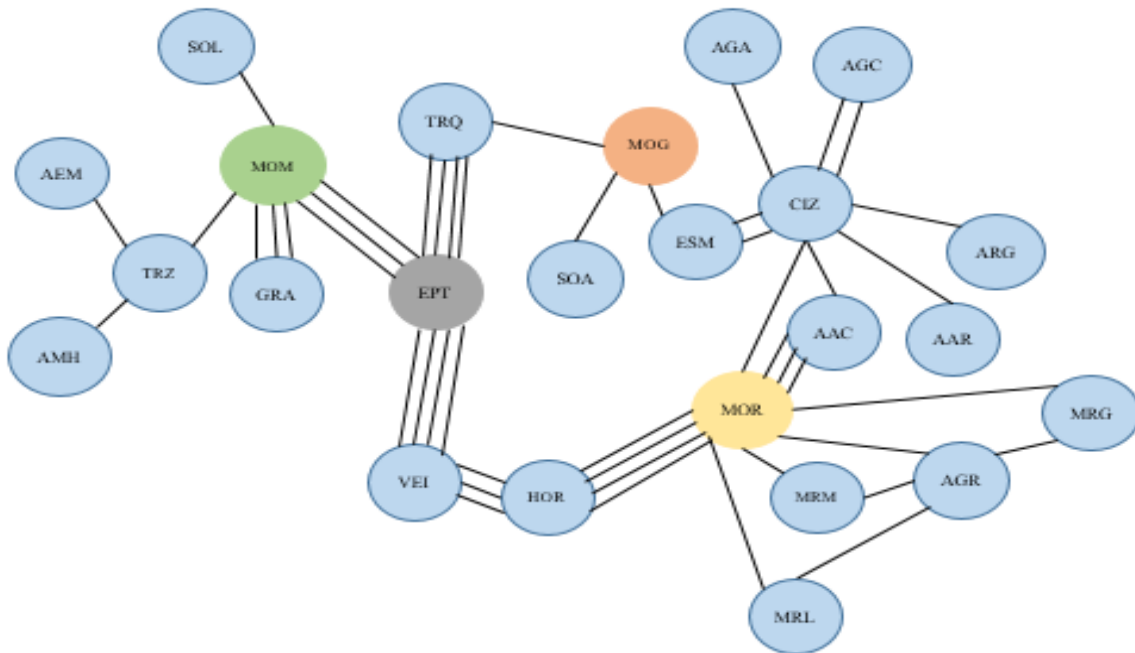 SOL
AGA
AGC
TRQ
MOG
MOM
AEM
CIZ
ESM
ARG
TRZ
SOA
GRA
EPT
AAC
AAR
AMH
MOR
MRG
VEI
HOR
MRM
AGR
MRL